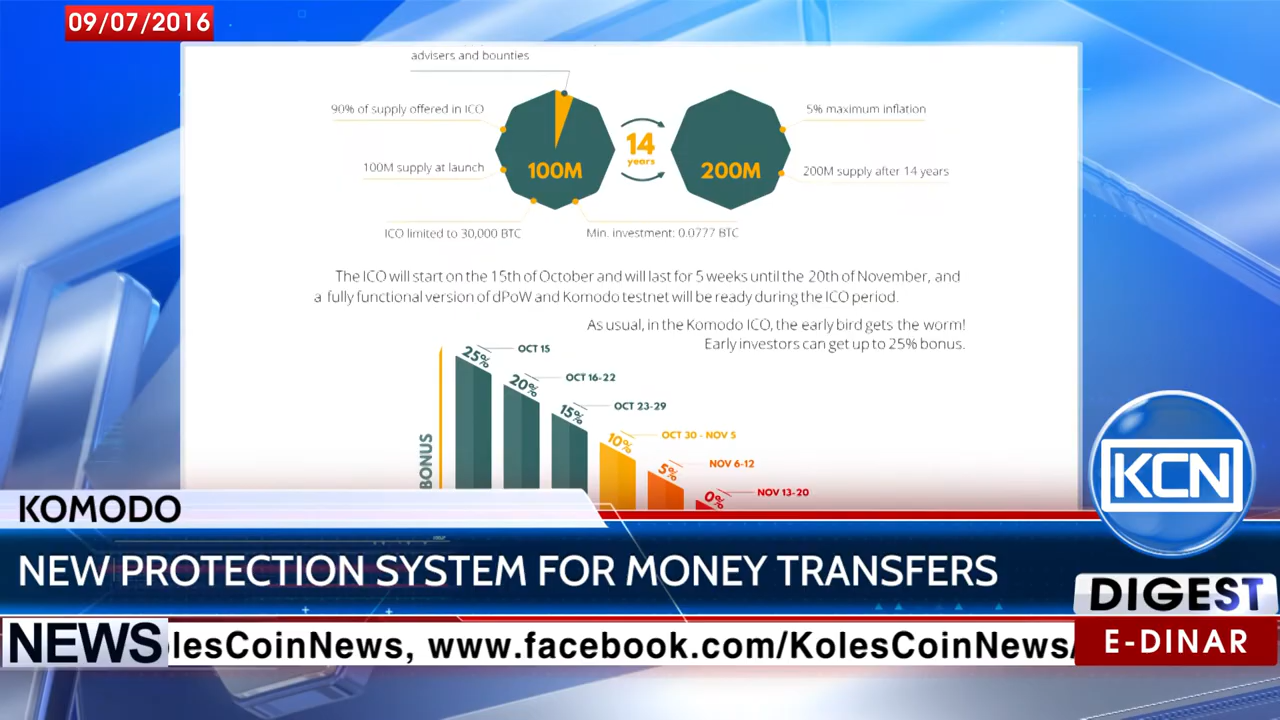 09/07/2016
advisers and bounties
90% of supply offered in ICO
100M supply at launch
100M
14
years
200M
5% maximum inflation
200M supply after 14 years
ICO limited to 30,000 BTC
Min. investment: 0.0777 BTC
The ICO will start on the 15th of October and will last for 5 weeks until the 20th of November, and
a fully functional version of dPoW and Komodo testnet will be ready during the ICO period.
As usual, in the Komodo ICO, the early bird gets the worm!
Early investors can get up to 25% bonus.
BONUS
25% OCT 15
20% OCT 16-22
15% OCT 23-29
10% OCT 30 - NOV 5
5% NOV 6-12
0% NOV 13-20
KCN
KOMODO
NEW PROTECTION SYSTEM FOR MONEY TRANSFERS
DIGEST
E-DINAR
NEWS
lesCoinNews, www.facebook.com/KolesCoinNews/